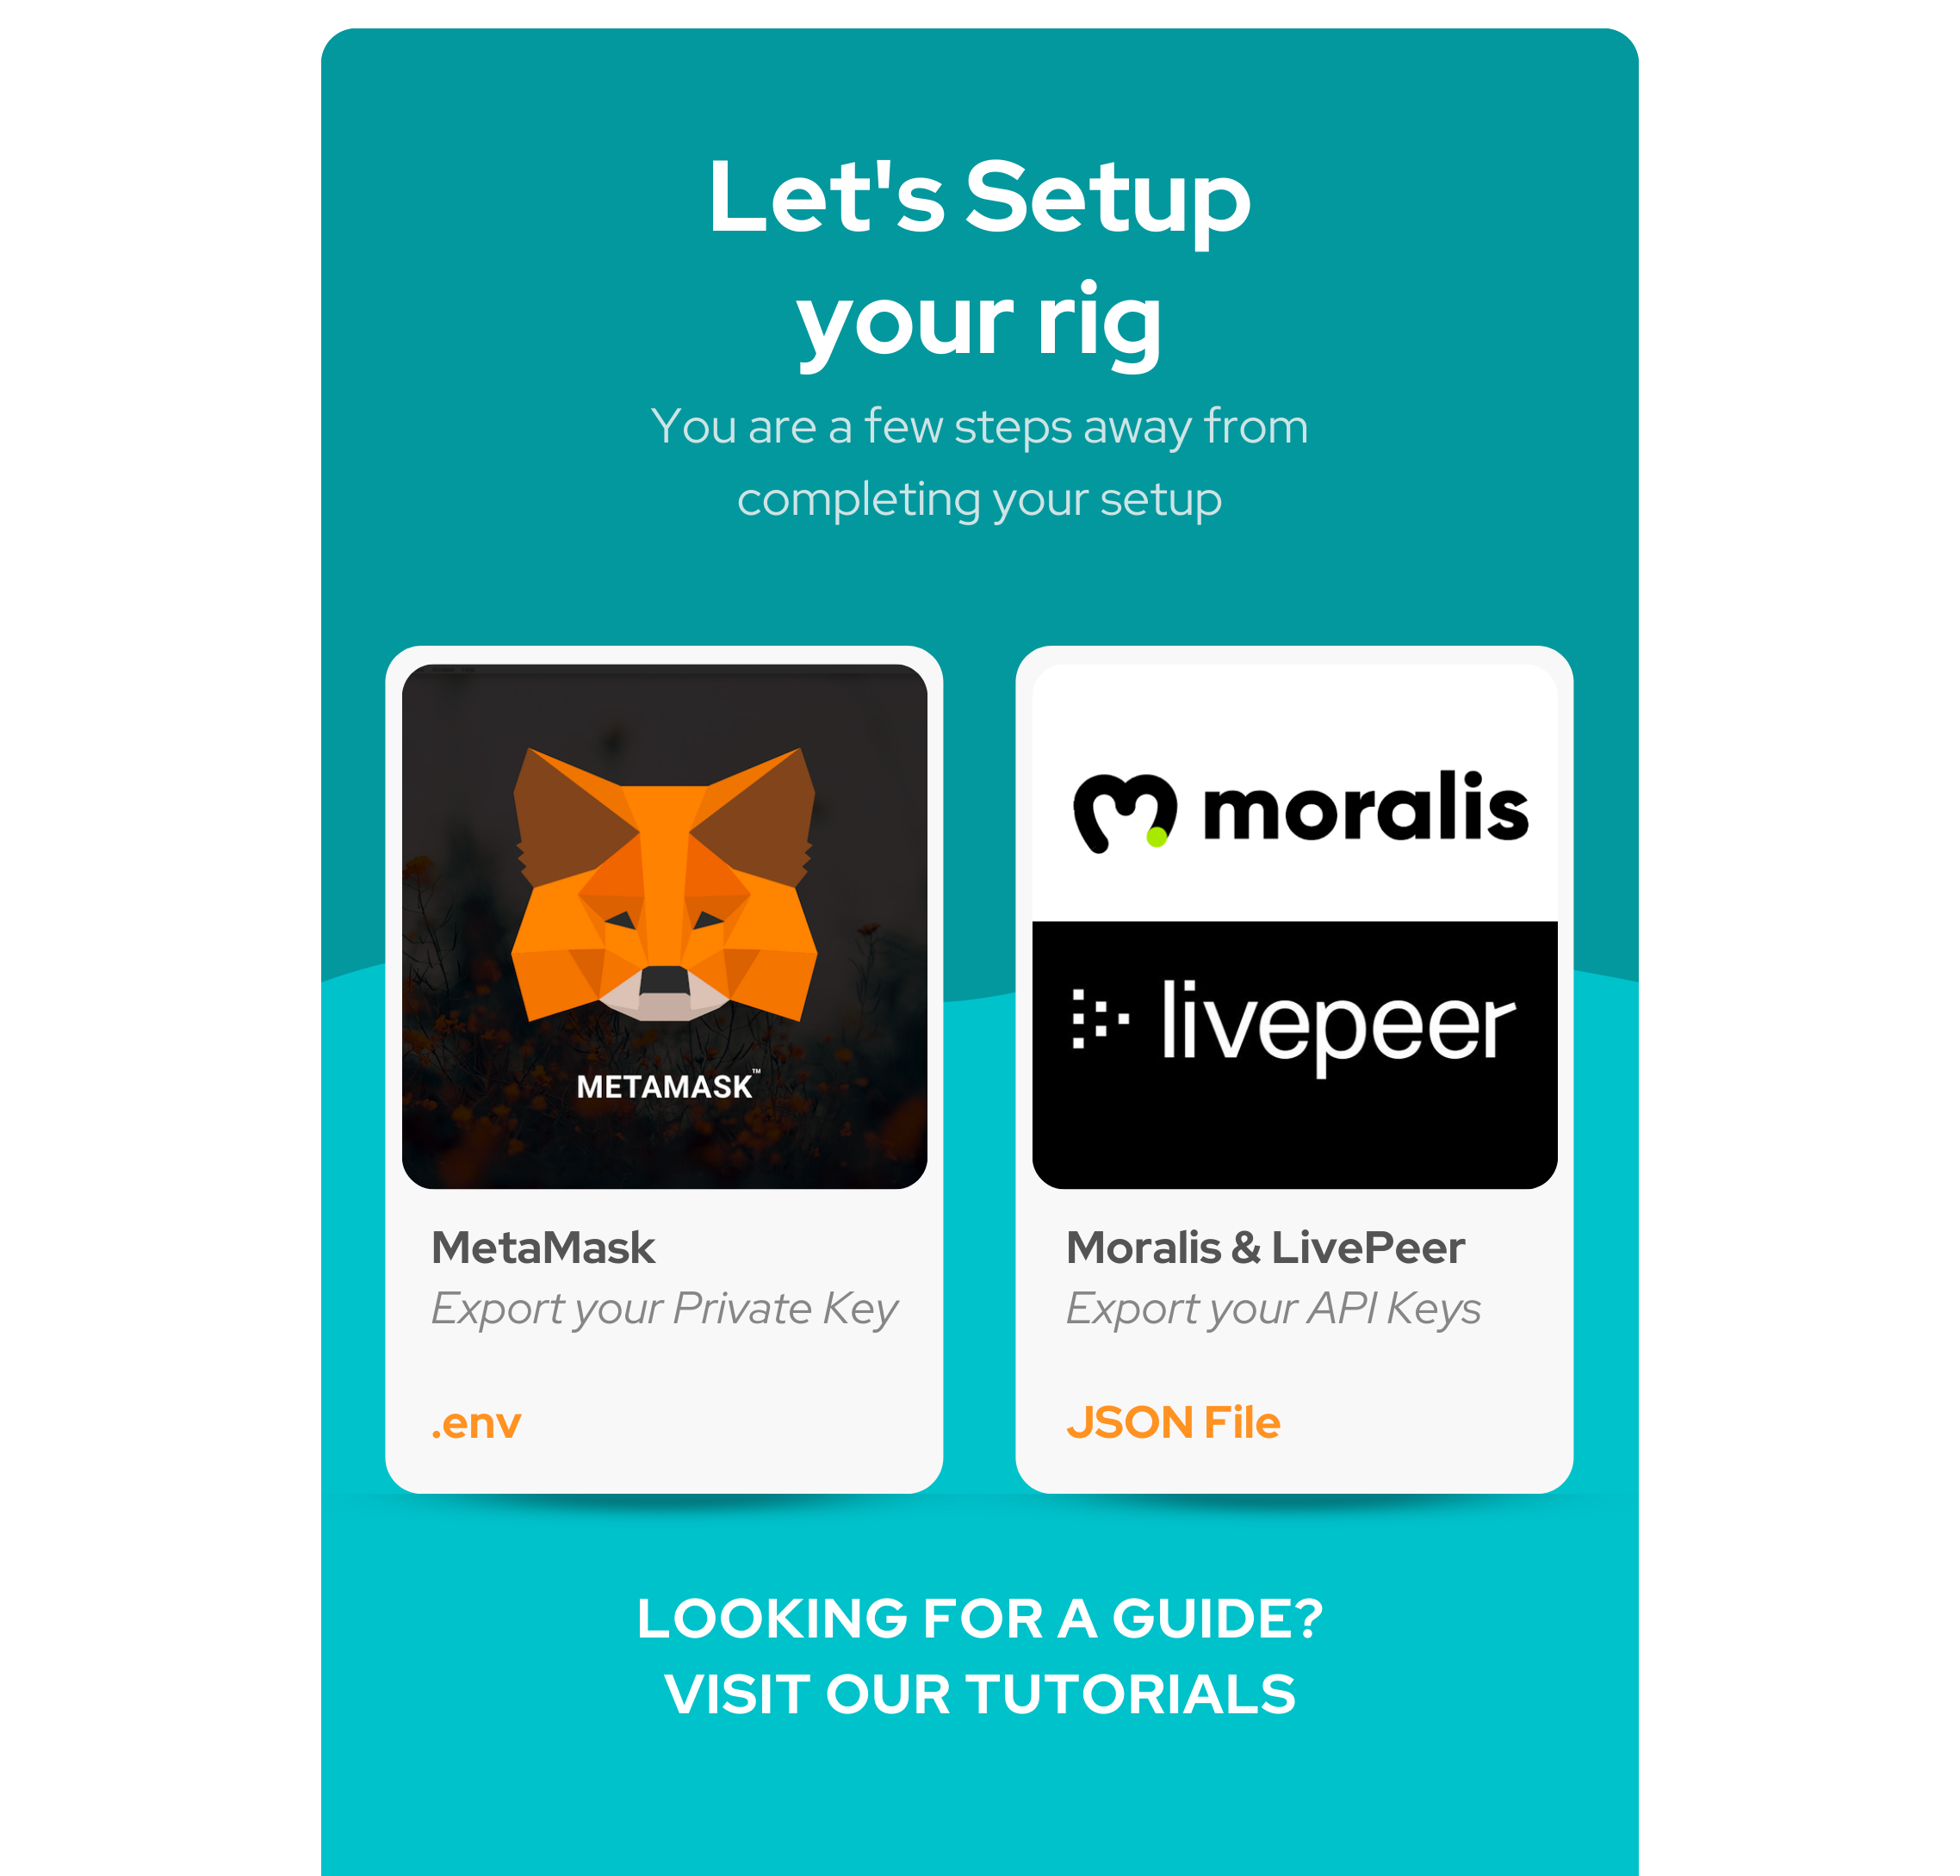 Let's Setup
your rig
You are a few steps away from
completing your setup
METAMASK™
MetaMask
Export your Private Key
.env
moralis
livepeer
Moralis & LivePeer
Export your API Keys
JSON File
LOOKING FOR A GUIDE?
VISIT OUR TUTORIALS